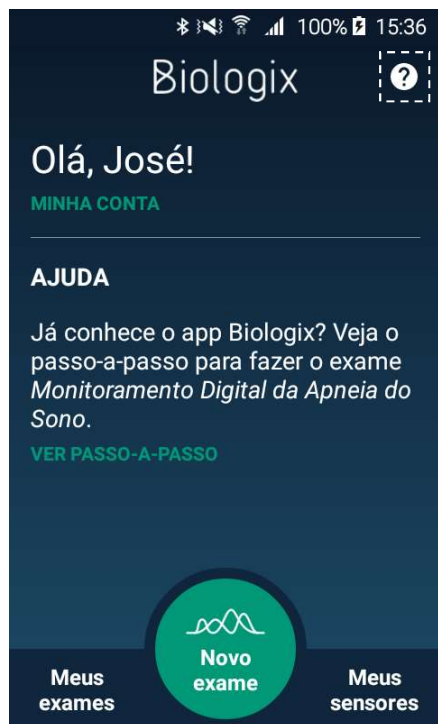 100% 15:36
Biologix
?
Olá, José!
MINHA CONTA
AJUDA
Já conhece o app Biologix? Veja o
passo-a-passo para fazer o exame
Monitoramento Digital da Apneia do
Sono.
VER PASSO-A-PASSO
Novo
exame
Meus
exames
Meus
sensores